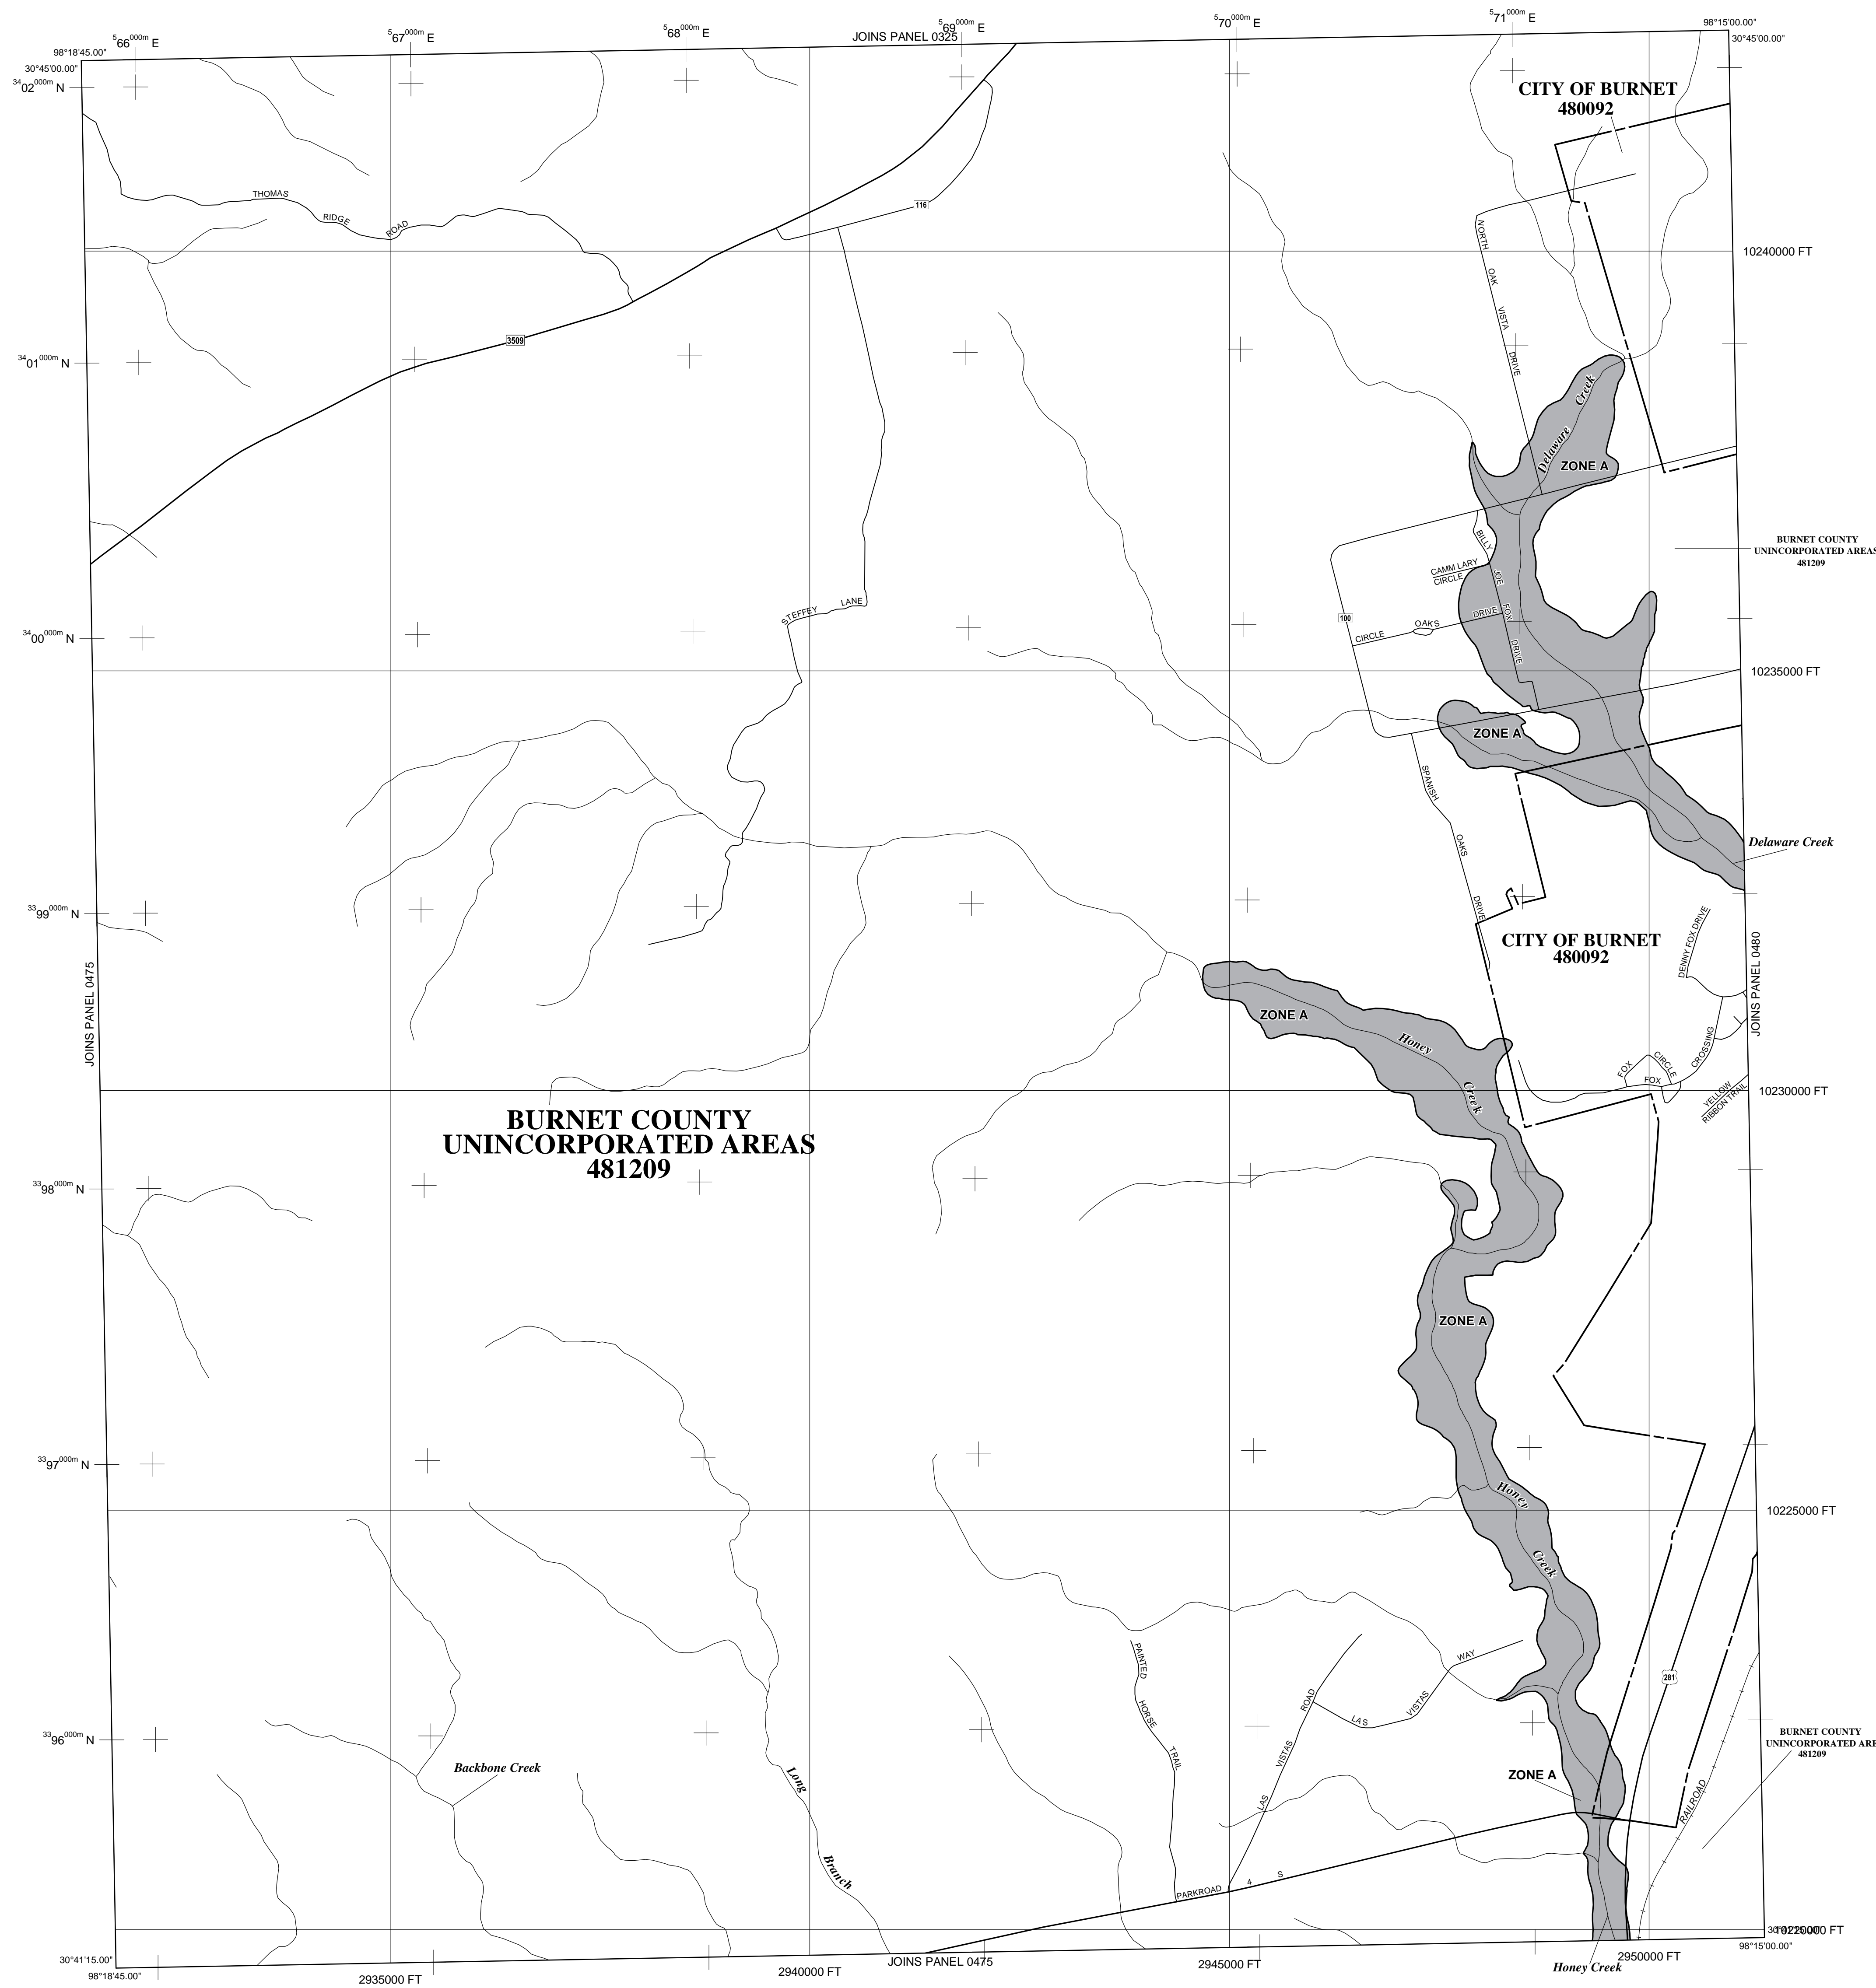 566000m E
567000m E
568000m E
JOINS PANEL 0325
569000m E
570000m E
571000m E
98°18'45.00"
98°15'00.00"
30°45'00.00"
30°45'00.00"
3402000m N
CITY OF BURNET
480092
THOMAS
RIDGE
ROAD
116
NORTH
OAK
VISTA
DRIVE
10240000 FT
3509
3401000m N
Delaware
Creek
ZONE A
BILLY
JOE
FOX
DRIVE
CAMM LARY
CIRCLE
BURNET COUNTY
UNINCORPORATED AREAS
481209
STEFFEY
LANE
100
CIRCLE
OAKS
DRIVE
3400000m N
10235000 FT
ZONE A
SPANISH
OAKS
DRIVE
Delaware Creek
3399000m N
CITY OF BURNET
480092
DENNY FOX DRIVE
JOINS PANEL 0475
JOINS PANEL 0480
ZONE A
Honey
Creek
FOX
CIRCLE
FOX
CROSSING
YELLOW
RIBBON TRAIL
10230000 FT
BURNET COUNTY
UNINCORPORATED AREAS
481209
3398000m N
ZONE A
3397000m N
Honey
Creek
10225000 FT
PAINTED
HORSE
TRAIL
LAS
VISTAS
ROAD
LAS
VISTAS
WAY
281
3396000m N
BURNET COUNTY
UNINCORPORATED ARE
481209
Backbone Creek
Long
Branch
ZONE A
RAILROAD
PARKROAD
4
S
10220000 FT
30°41'15.00"
98°18'45.00"
98°15'00.00"
JOINS PANEL 0475
2935000 FT
2940000 FT
2945000 FT
2950000 FT
Honey Creek